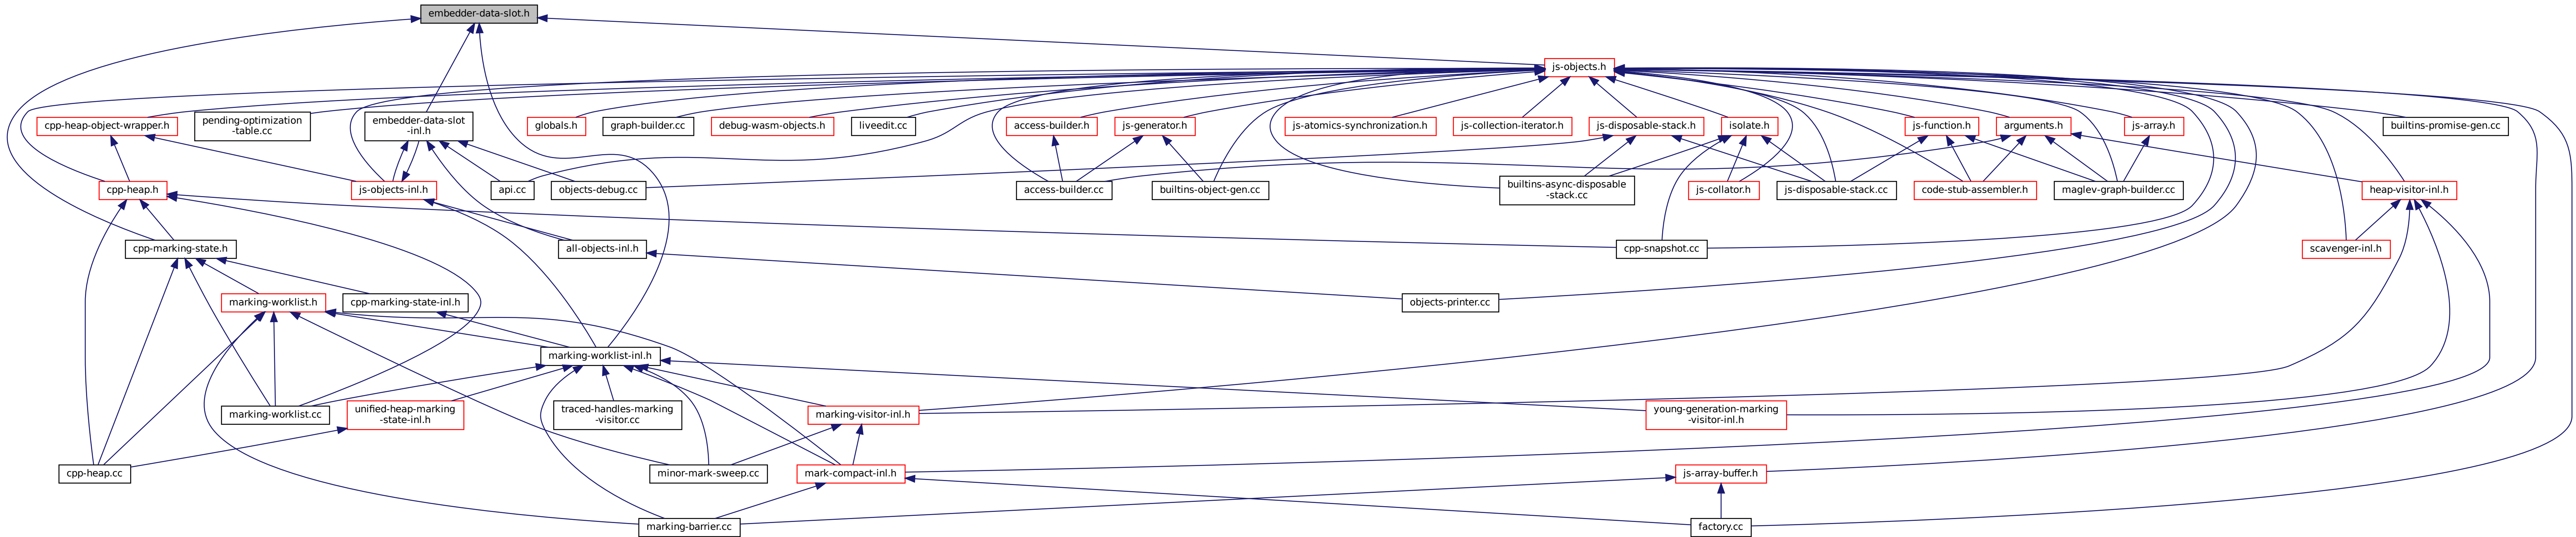 embedder-data-slot.h
js-objects.h
cpp-heap-object-wrapper.h
pending-optimization
-table.cc
embedder-data-slot
-inl.h
globals.h
graph-builder.cc
debug-wasm-objects.h
liveedit.cc
access-builder.h
js-generator.h
js-atomics-synchronization.h
js-collection-iterator.h
js-disposable-stack.h
isolate.h
js-function.h
arguments.h
js-array.h
builtins-promise-gen.cc
cpp-heap.h
js-objects-inl.h
api.cc
objects-debug.cc
access-builder.cc
builtins-object-gen.cc
builtins-async-disposable
-stack.cc
js-collator.h
js-disposable-stack.cc
code-stub-assembler.h
maglev-graph-builder.cc
heap-visitor-inl.h
cpp-marking-state.h
all-objects-inl.h
cpp-snapshot.cc
scavenger-inl.h
marking-worklist.h
cpp-marking-state-inl.h
objects-printer.cc
marking-worklist-inl.h
marking-worklist.cc
unified-heap-marking
-state-inl.h
traced-handles-marking
-visitor.cc
marking-visitor-inl.h
young-generation-marking
-visitor-inl.h
cpp-heap.cc
minor-mark-sweep.cc
mark-compact-inl.h
js-array-buffer.h
marking-barrier.cc
factory.cc